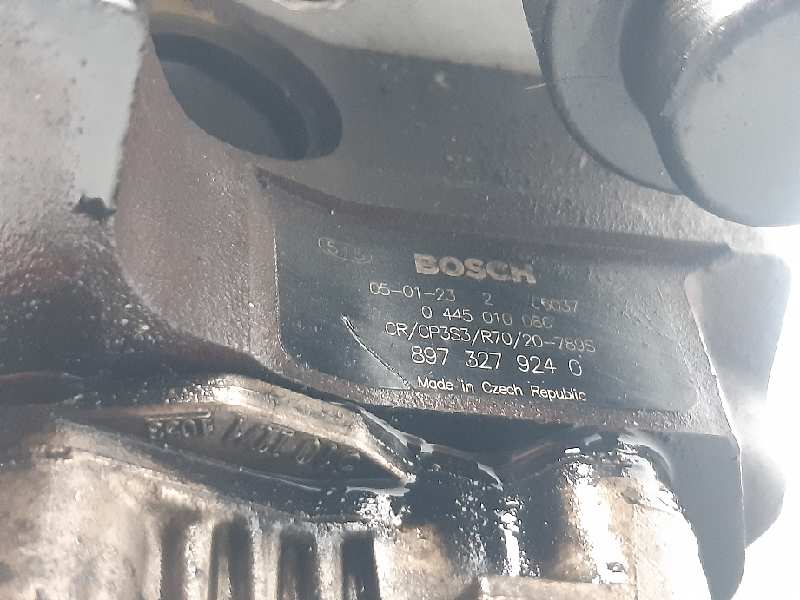 BOSCH
05-01-23 2 L6037
0 445 010
CR/CP3S3/R70/20-789S
897 327 924 0
Made in Czech Republic